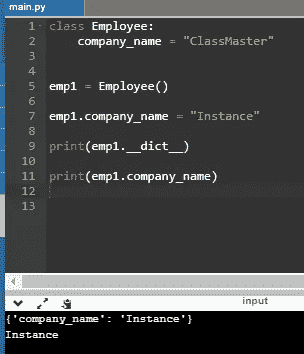 main.py
1 class Employee:
2 company_name = "ClassMaster"
3
4
5 emp1 = Employee()
6
7 emp1.company_name = "Instance"
8
9 print(emp1.__dict__)
10
11 print(emp1.company_name)
12
13
input
{'company_name': 'Instance'}
Instance